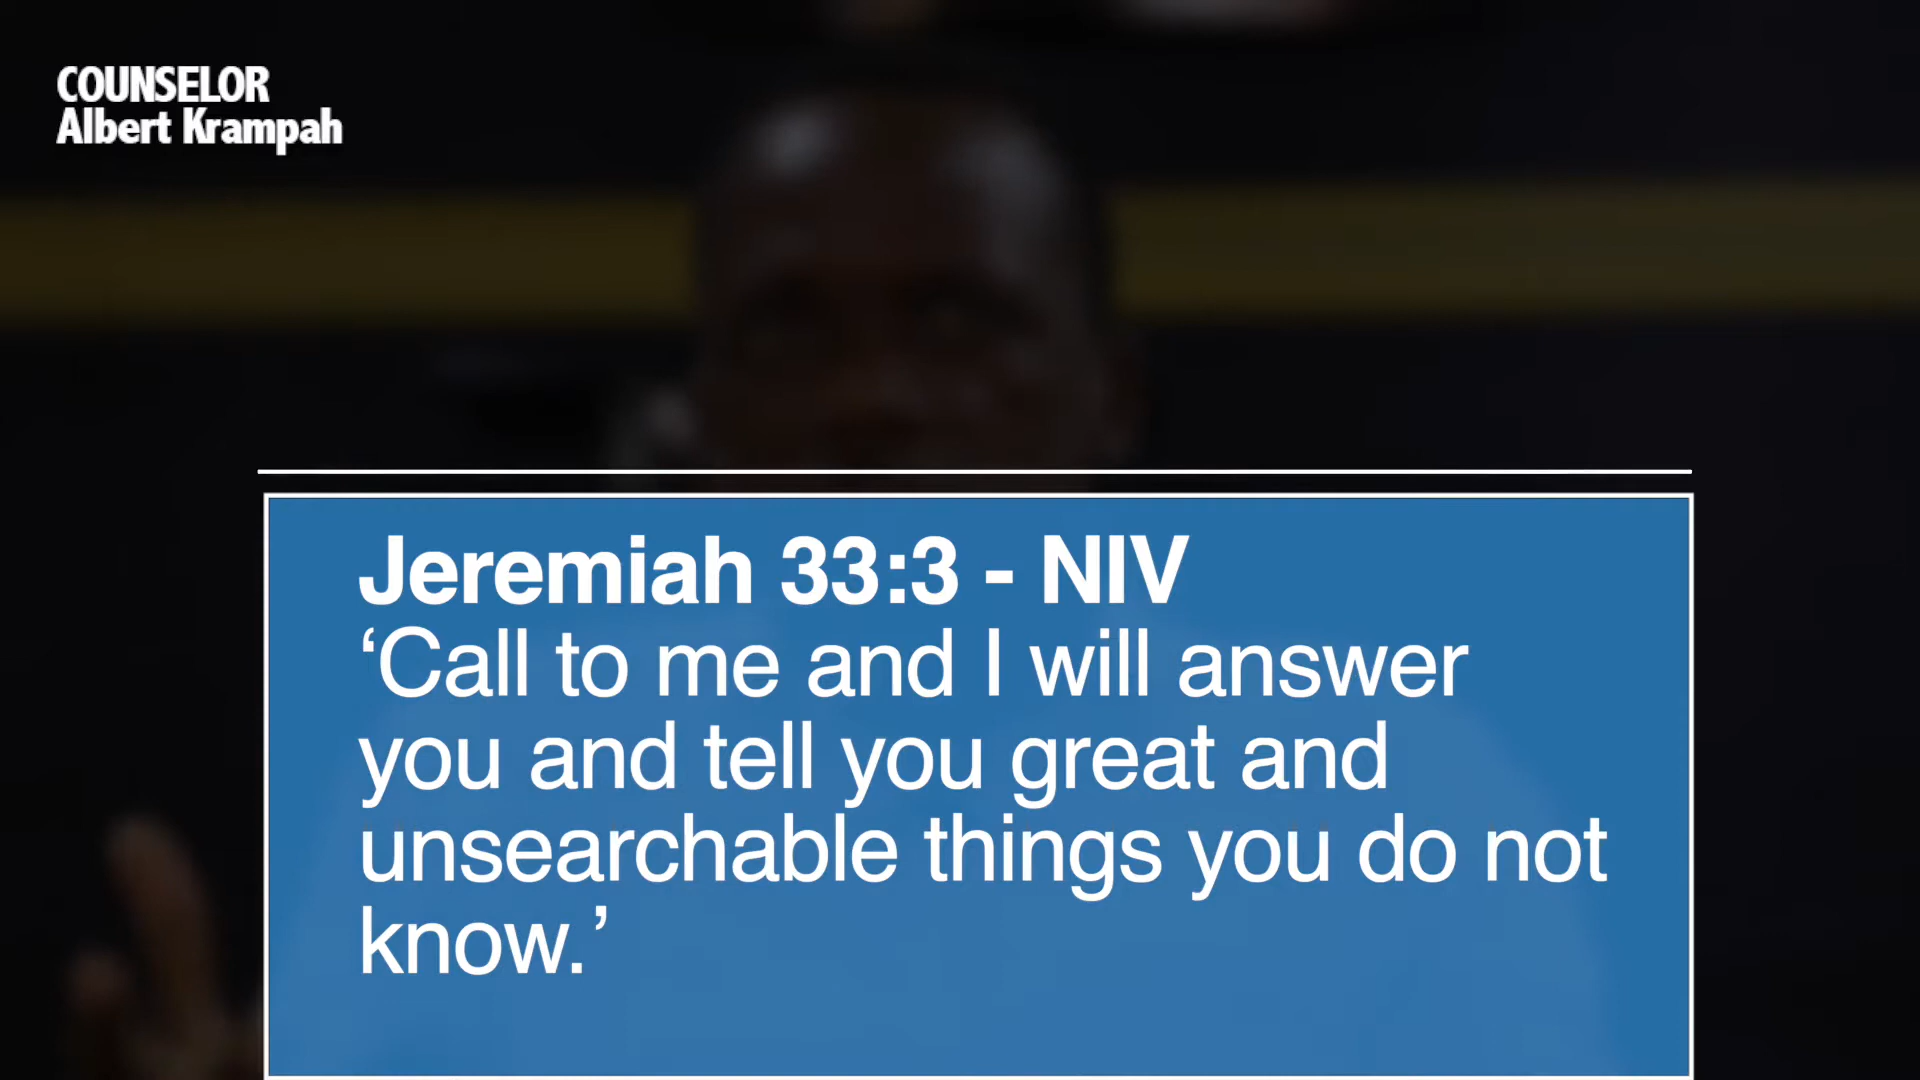 COUNSELOR
Albert Krampah
Jeremiah 33:3 - NIV
‘Call to me and I will answer
you and tell you great and
unsearchable things you do not
know.’